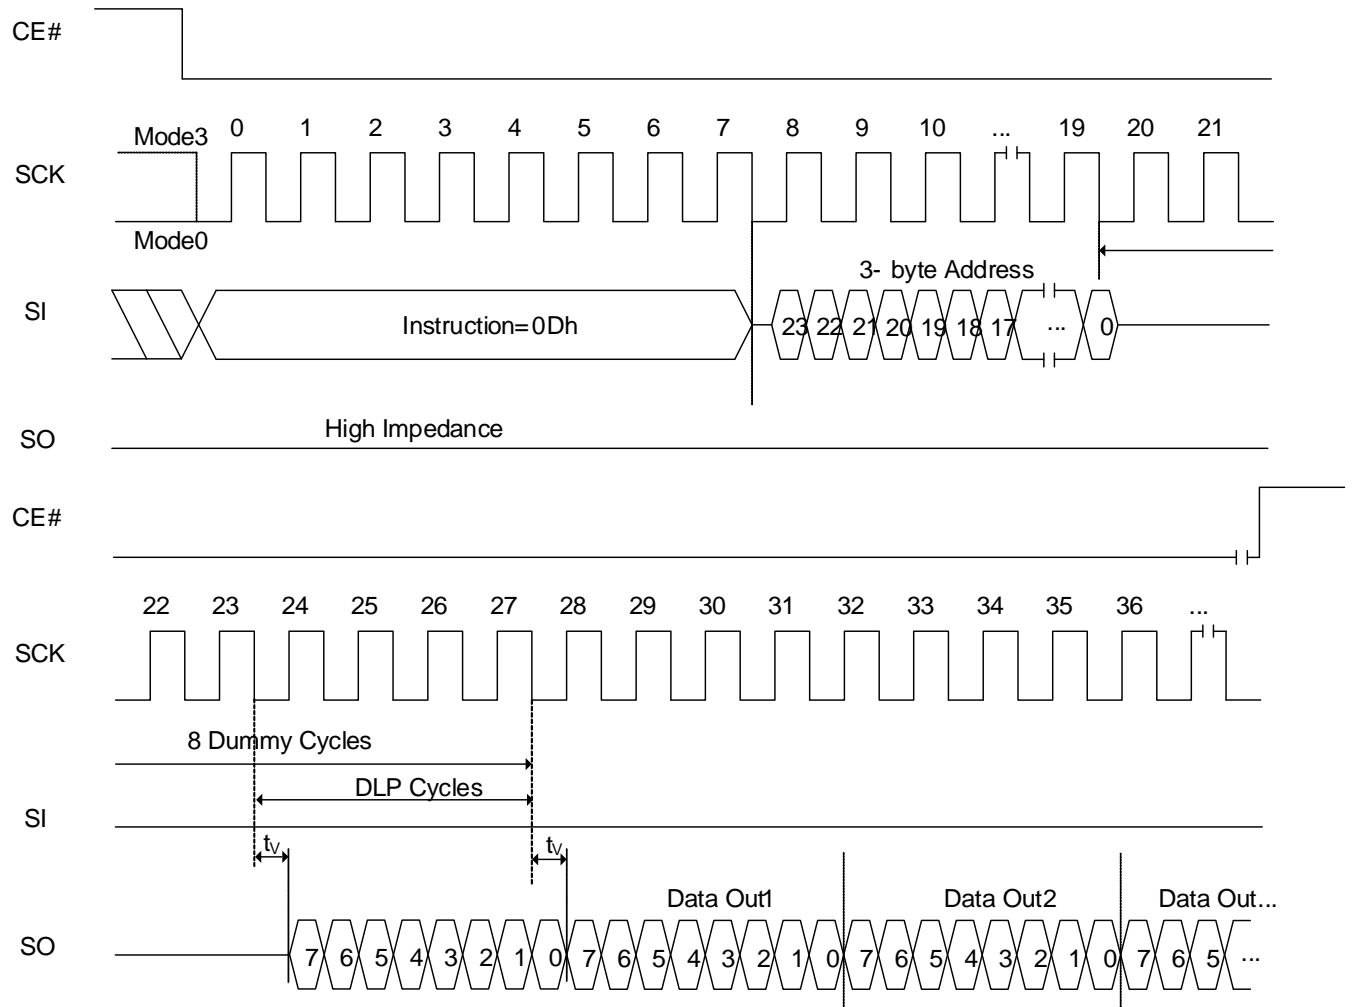 CE#
0 1 2 3 4 5 6 7 8 9 10 ... 19 20 21
Mode3
SCK
Mode0
3- byte Address
SI
Instruction=0Dh
23 22 21 20 19 18 17 ... 0
High Impedance
SO
CE#
22 23 24 25 26 27 28 29 30 31 32 33 34 35 36 ...
SCK
8 Dummy Cycles
DLP Cycles
SI
tV tV
Data Out1 Data Out2 Data Out...
SO
7 6 5 4 3 2 1 0 7 6 5 4 3 2 1 0 7 6 5 4 3 2 1 0 7 6 5 ...